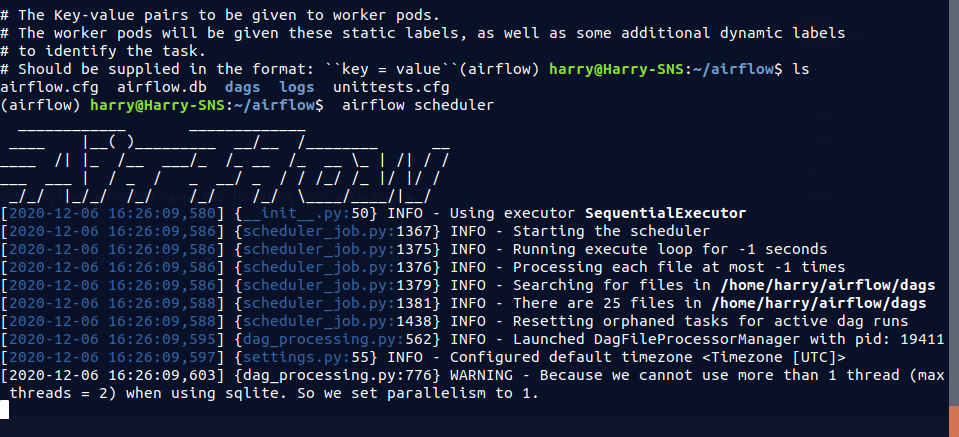 # The Key-value pairs to be given to worker pods.
# The worker pods will be given these static labels, as well as some additional dynamic labels
# to identify the task.
# Should be supplied in the format: ``key = value``(airflow) harry@Harry-SNS:~/airflow$ ls
airflow.cfg  airflow.db  dags  logs  unittests.cfg
(airflow) harry@Harry-SNS:~/airflow$  airflow scheduler
  ____________       _____________
 ____    |__( )_________  __/__  /________      __
____  /| |_  /__  ___/_  /_ __  /_  __ \_ | /| / /
___  ___ |  / _  /   _  __/ _  / / /_/ /_ |/ |/ /
 _/_/  |_/_/  /_/    /_/    /_/  \____/____/|__/
[2020-12-06 16:26:09,580] {__init__.py:50} INFO - Using executor SequentialExecutor
[2020-12-06 16:26:09,586] {scheduler_job.py:1367} INFO - Starting the scheduler
[2020-12-06 16:26:09,586] {scheduler_job.py:1375} INFO - Running execute loop for -1 seconds
[2020-12-06 16:26:09,586] {scheduler_job.py:1376} INFO - Processing each file at most -1 times
[2020-12-06 16:26:09,586] {scheduler_job.py:1379} INFO - Searching for files in /home/harry/airflow/dags
[2020-12-06 16:26:09,588] {scheduler_job.py:1381} INFO - There are 25 files in /home/harry/airflow/dags
[2020-12-06 16:26:09,588] {scheduler_job.py:1438} INFO - Resetting orphaned tasks for active dag runs
[2020-12-06 16:26:09,595] {dag_processing.py:562} INFO - Launched DagFileProcessorManager with pid: 19411
[2020-12-06 16:26:09,597] {settings.py:55} INFO - Configured default timezone <Timezone [UTC]>
[2020-12-06 16:26:09,603] {dag_processing.py:776} WARNING - Because we cannot use more than 1 thread (max
 threads = 2) when using sqlite. So we set parallelism to 1.